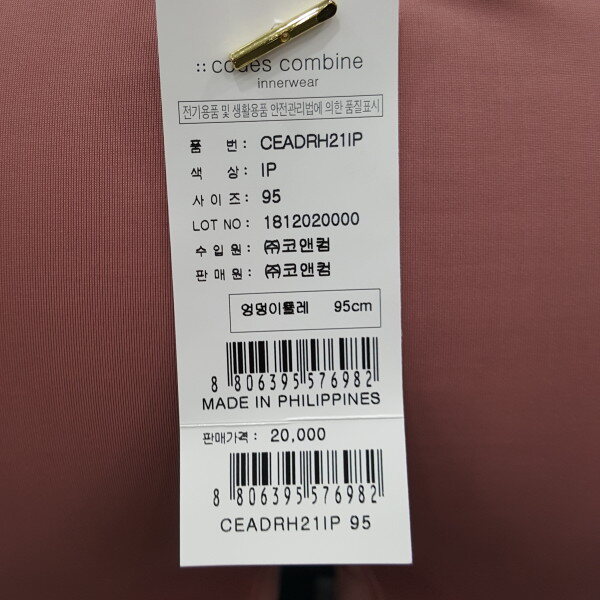 :: codes combine
innerwear
전기용품 및 생활용품 안전관리법에 의한 품질표시
품 번: CEADRH21IP
색 상: IP
사 이 즈: 95
LOT NO : 1812020000
수 입 원: ㈜코앤컴
판 매 원: ㈜코앤컴
엉덩이둘레 95cm
8 806395 576982
MADE IN PHILIPPINES
판매가격: 20,000
8 806395 576982
CEADRH21IP 95